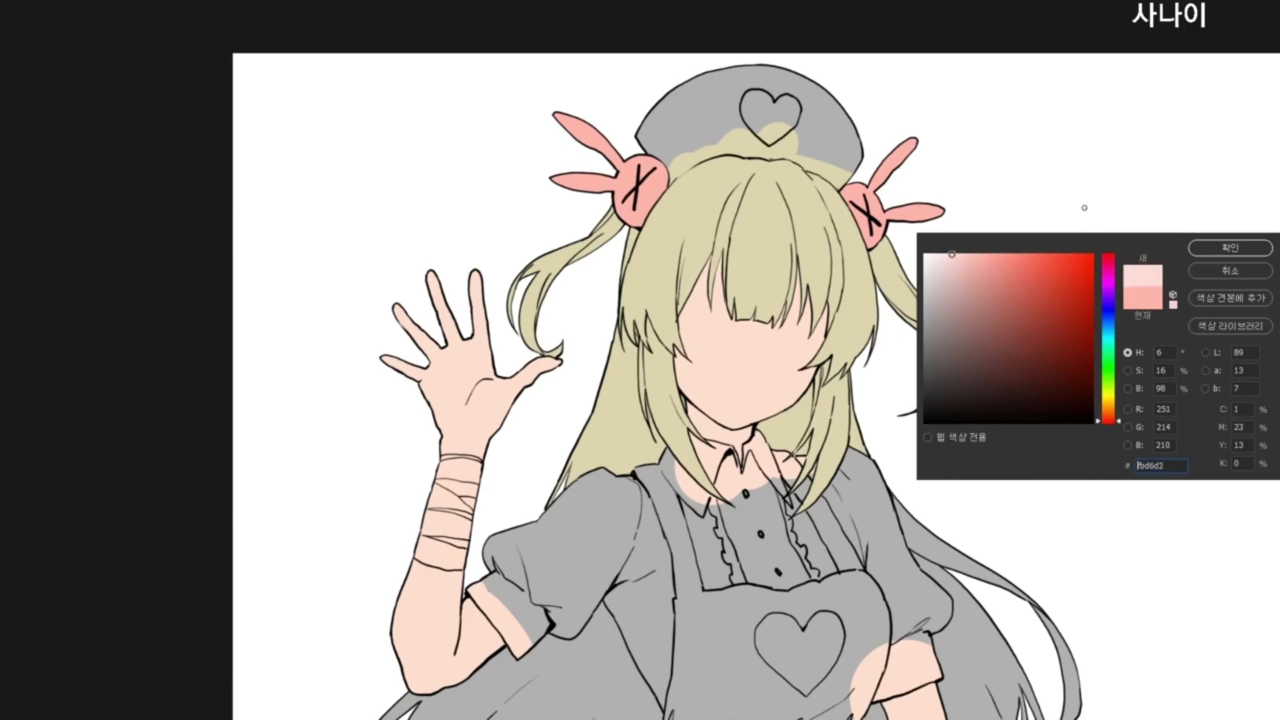 사나이
확인
새
취소
색상 견본에 추가
현재
색상 라이브러리
H: 6 ° L: 89
S: 16 % a: 13
B: 98 % b: 7
R: 251 C: 1 %
G: 214 M: 23 %
B: 210 Y: 13 %
웹 색상 전용
# fbd6d2 K: 0 %